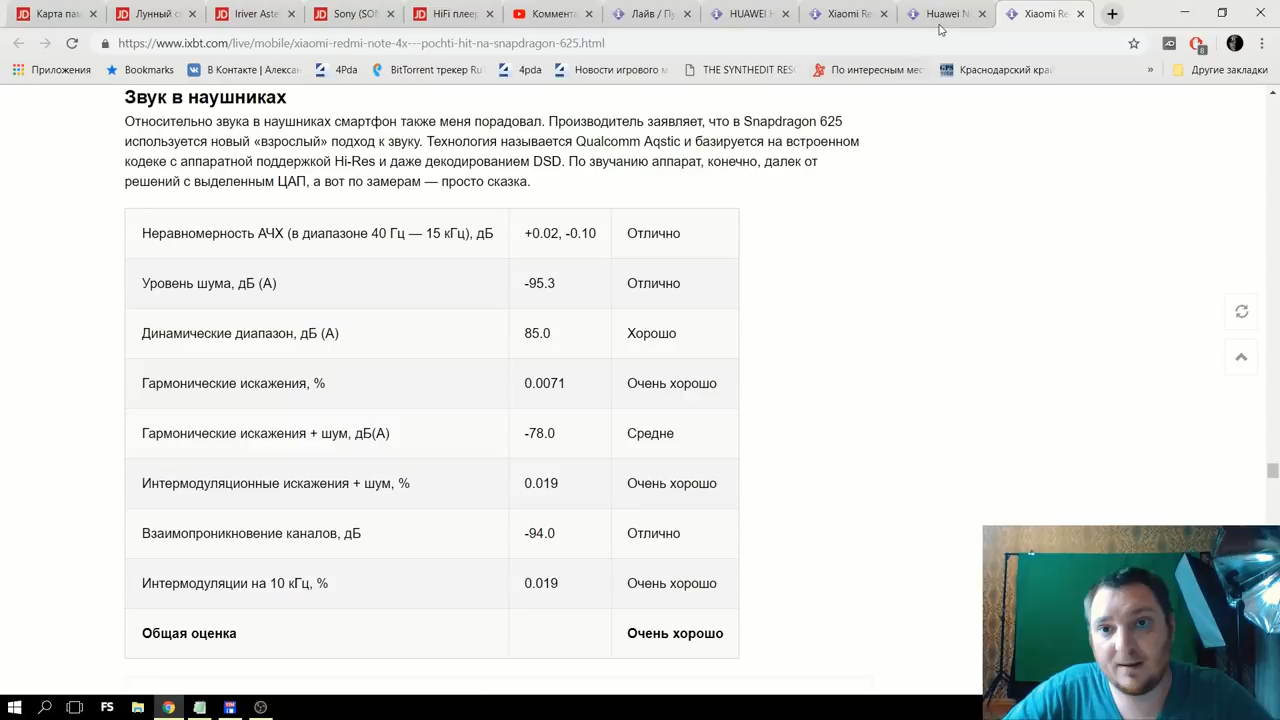 Карта пам
Лунный с
Iriver Aste
Sony (SO
HiFi плеер
Коммента
Лайв / Пу
HUAWEI
Xiaomi Re
Huawei N
Xiaomi Re
https://www.ixbt.com/live/mobile/xiaomi-redmi-note-4x---pochti-hit-na-snapdragon-625.html
Приложения
Bookmarks
В Контакте | Алексан
4Pda
BitTorrent трекер Ru
4pda
Новости игрового м
THE SYNTHEDIT RES
По интересным мес
Краснодарский край
»
Другие закладки
Звук в наушниках
Относительно звука в наушниках смартфон также меня порадовал. Производитель заявляет, что в Snapdragon 625
используется новый «взрослый» подход к звуку. Технология называется Qualcomm Aqstic и базируется на встроенном
кодеке с аппаратной поддержкой Hi-Res и даже декодированием DSD. По звучанию аппарат, конечно, далек от
решений с выделенным ЦАП, а вот по замерам — просто сказка.
Неравномерность АЧХ (в диапазоне 40 Гц — 15 кГц), дБ +0.02, -0.10 Отлично
Уровень шума, дБ (А) -95.3 Отлично
Динамические диапазон, дБ (А) 85.0 Хорошо
Гармонические искажения, % 0.0071 Очень хорошо
Гармонические искажения + шум, дБ(А) -78.0 Средне
Интермодуляционные искажения + шум, % 0.019 Очень хорошо
Взаимопроникновение каналов, дБ -94.0 Отлично
Интермодуляции на 10 кГц, % 0.019 Очень хорошо
Общая оценка Очень хорошо
FS